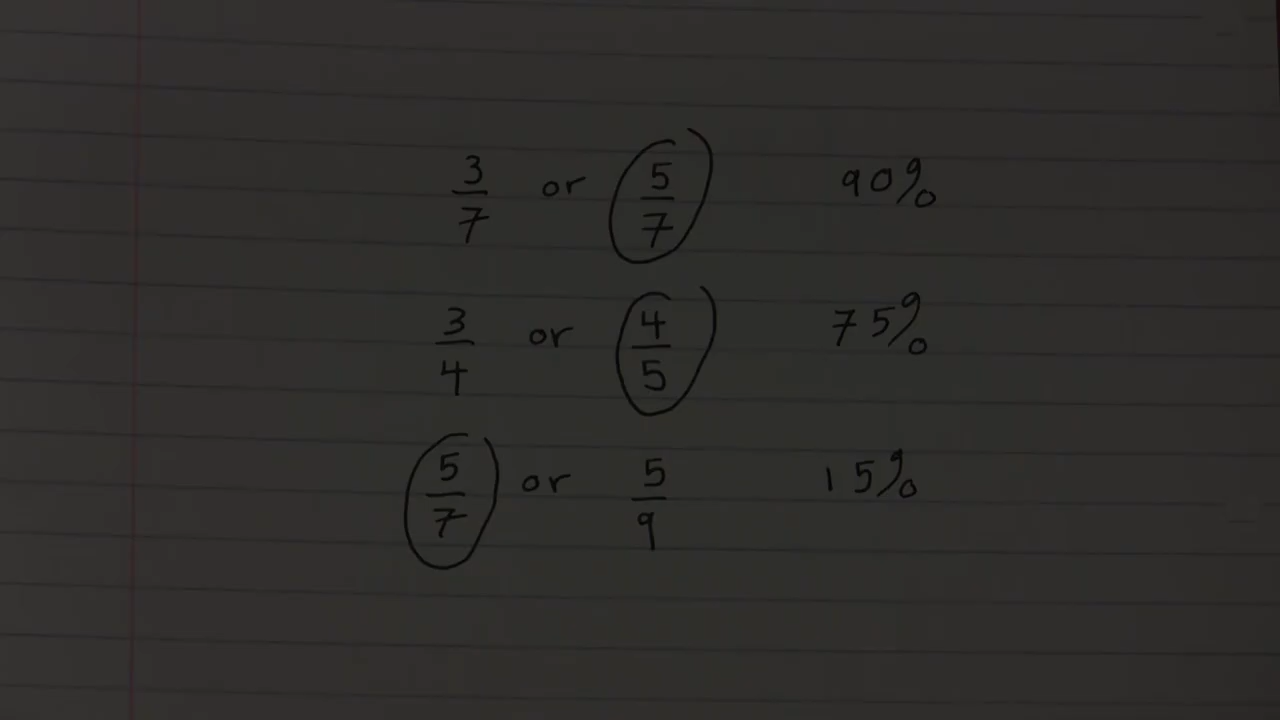 3/7 or 5/7 90%
3/4 or 4/5 75%
5/7 or 5/9 15%